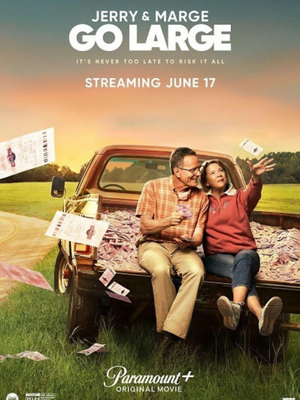 JERRY & MARGE
GO LARGE
IT'S NEVER TOO LATE TO RISK IT ALL
STREAMING JUNE 17
Paramount+
ORIGINAL MOVIE